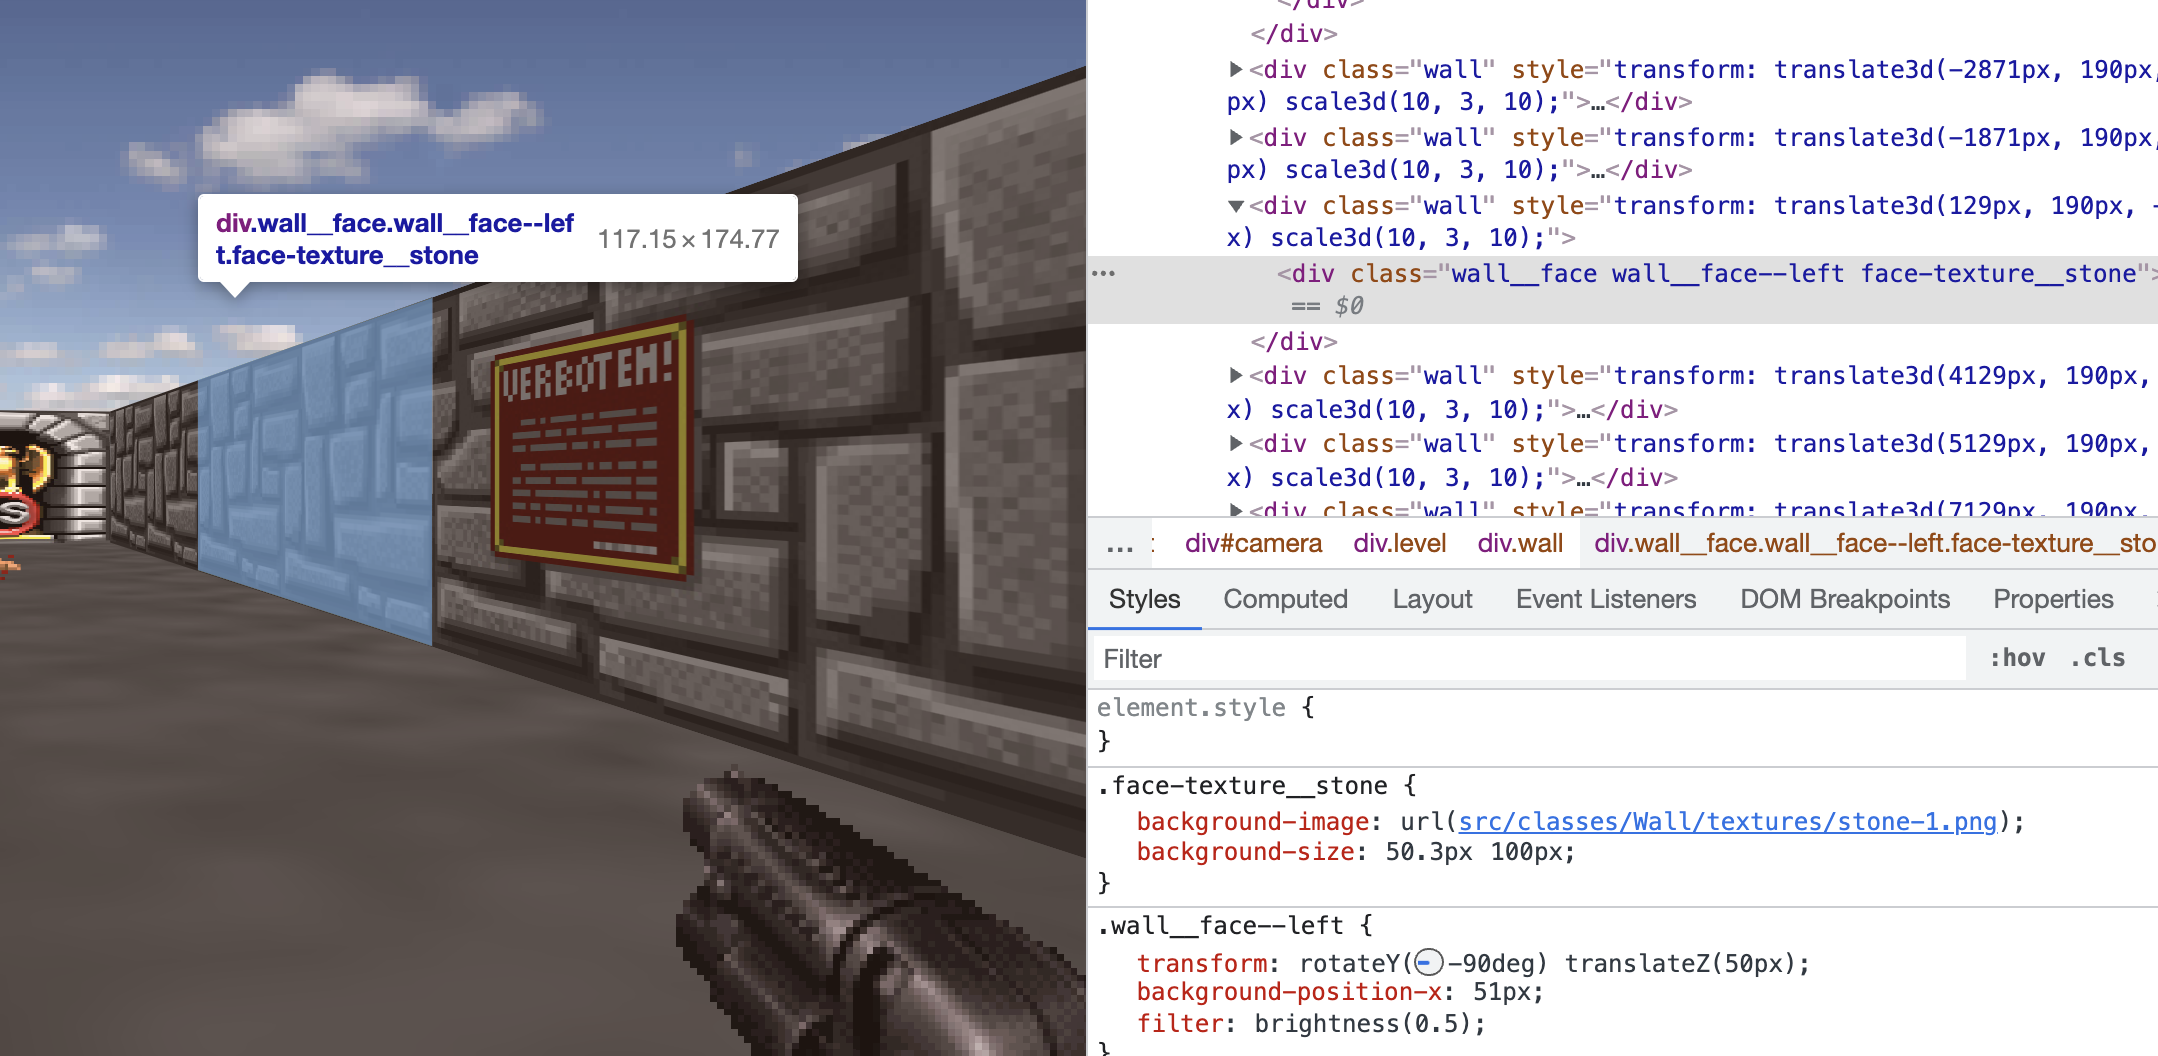 VERBOTEN!
S
div.wall__face.wall__face--lef
t.face-texture__stone
117.15 × 174.77
</div>
</div>
▶<div class="wall" style="transform: translate3d(-2871px, 190px,
px) scale3d(10, 3, 10);">…</div>
▶<div class="wall" style="transform: translate3d(-1871px, 190px,
px) scale3d(10, 3, 10);">…</div>
▼<div class="wall" style="transform: translate3d(129px, 190px, -
x) scale3d(10, 3, 10);">
<div class="wall__face wall__face--left face-texture__stone">
== $0
</div>
▶<div class="wall" style="transform: translate3d(4129px, 190px,
x) scale3d(10, 3, 10);">…</div>
▶<div class="wall" style="transform: translate3d(5129px, 190px,
x) scale3d(10, 3, 10);">…</div>
▶<div class="wall" style="transform: translate3d(7129px, 190px,
… div#camera div.level div.wall div.wall__face.wall__face--left.face-texture__sto
Styles Computed Layout Event Listeners DOM Breakpoints Properties
Filter :hov .cls
element.style {
}
.face-texture__stone {
background-image: url(src/classes/Wall/textures/stone-1.png);
background-size: 50.3px 100px;
}
.wall__face--left {
transform: rotateY(-90deg) translateZ(50px);
background-position-x: 51px;
filter: brightness(0.5);
}